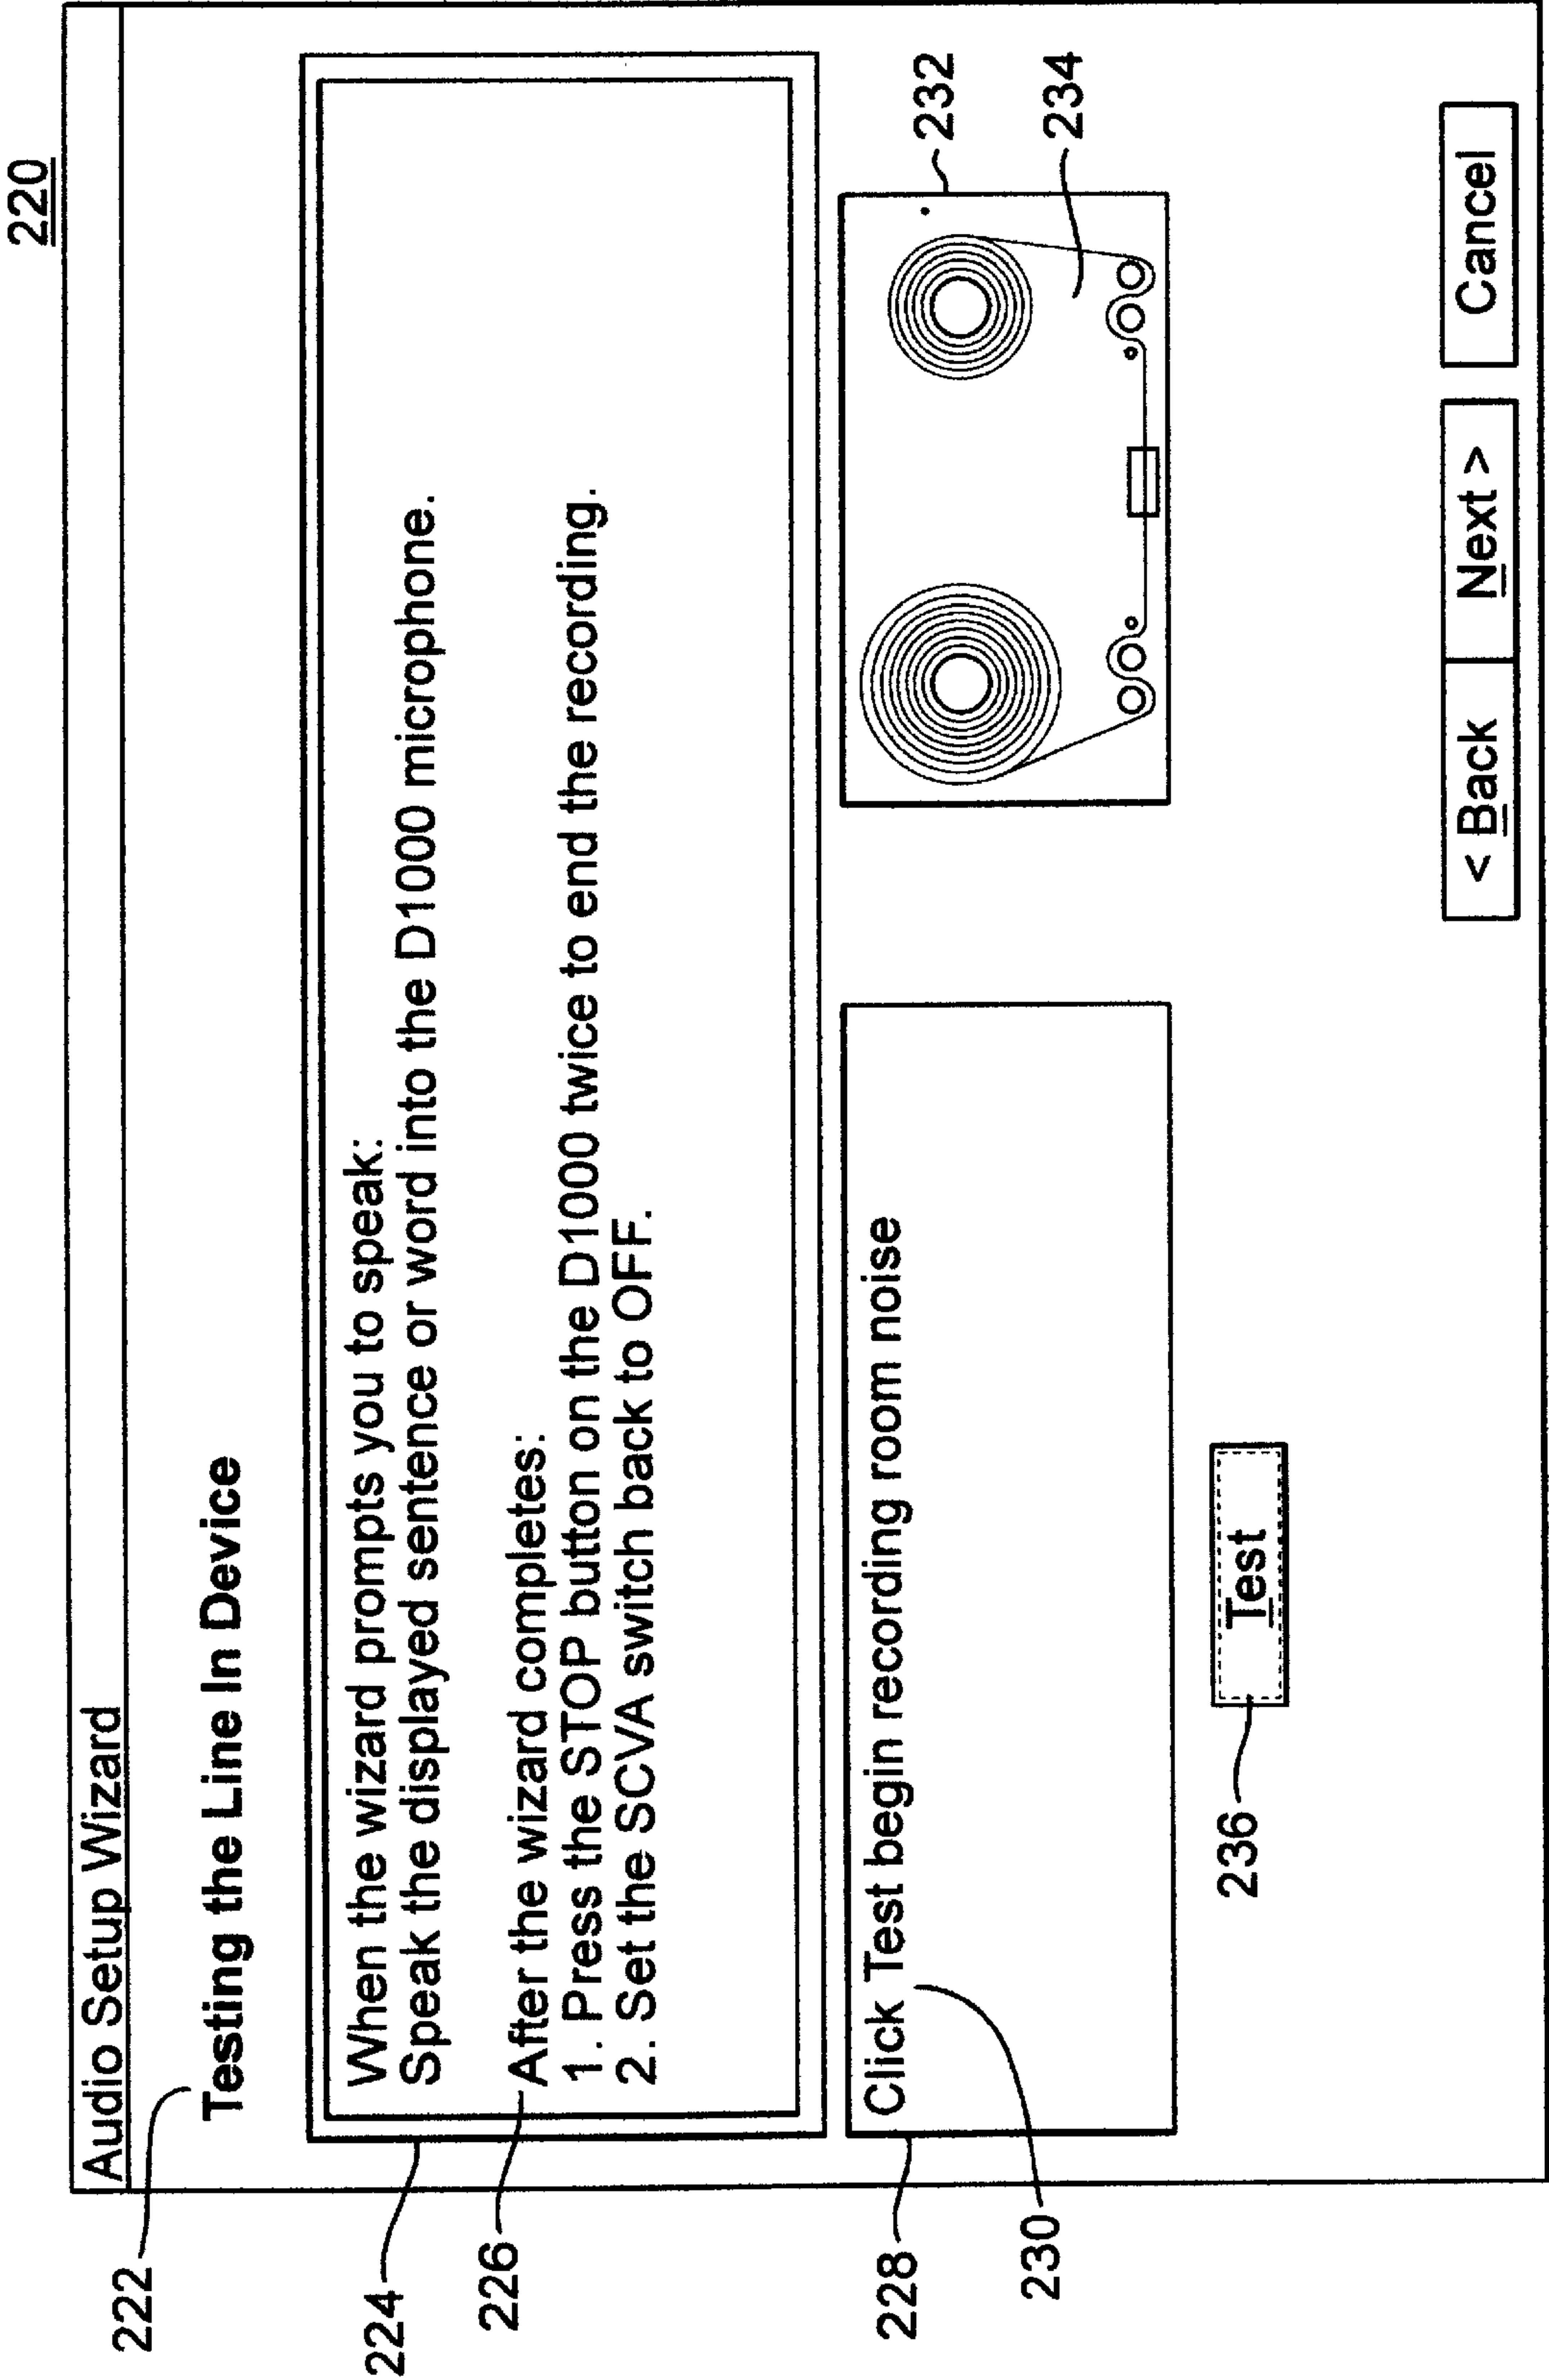 220
Audio Setup Wizard
222
Testing the Line In Device
224
When the wizard prompts you to speak:
Speak the displayed sentence or word into the D1000 microphone.
226
After the wizard completes:
1. Press the STOP button on the D1000 twice to end the recording.
2. Set the SCVA switch back to OFF.
228
Click Test begin recording room noise
230
232
234
236
Test
< Back
Next >
Cancel